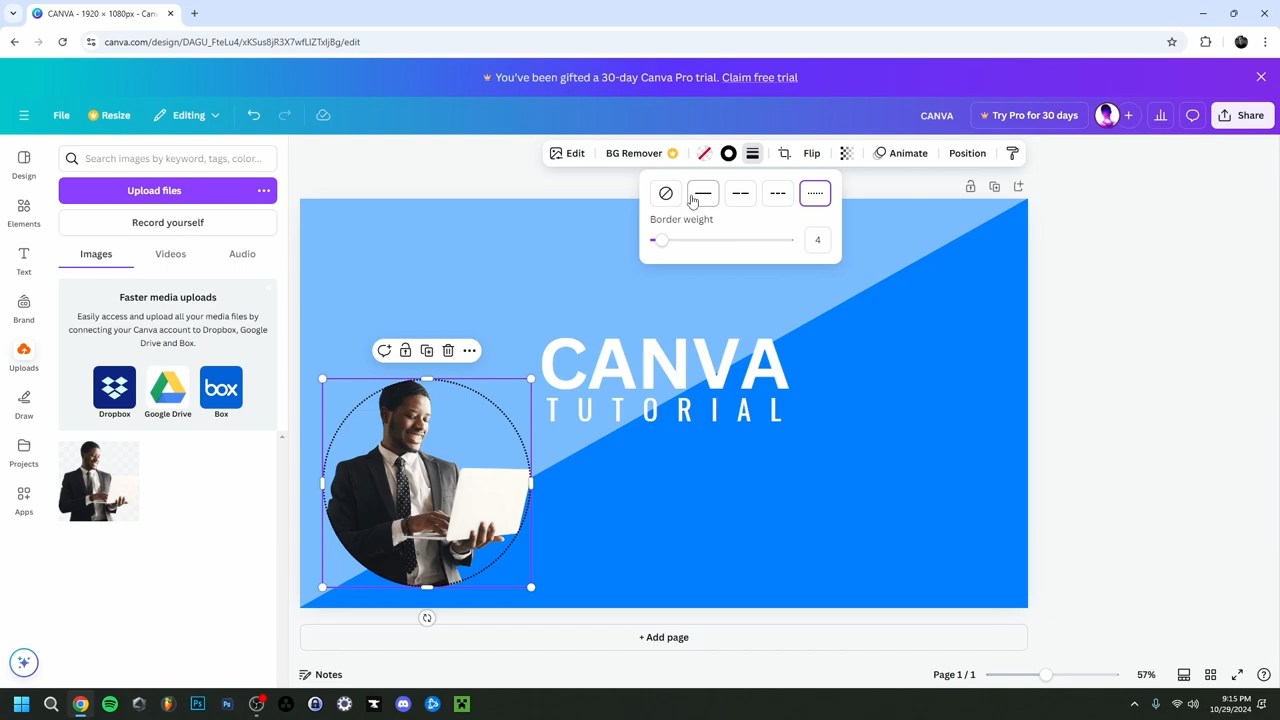 CANVA - 1920 × 1080px - Can
canva.com/design/DAGU_FteLu4/xKSus8jR3X7wfLIZTxIjBg/edit
You've been gifted a 30-day Canva Pro trial. Claim free trial
File
Resize
Editing
CANVA
Try Pro for 30 days
Share
Search images by keyword, tags, color...
Edit
BG Remover
Flip
Animate
Position
Design
Upload files
Elements
Record yourself
Border weight
4
Text
Images
Videos
Audio
Brand
Faster media uploads
Easily access and upload all your media files by
connecting your Canva account to Dropbox, Google
Drive and Box.
Uploads
box
Dropbox
Google Drive
Box
Draw
Projects
Apps
CANVA
TUTORIAL
+ Add page
Notes
Page 1 / 1
57%
Ps
Ps
9:15 PM
10/29/2024